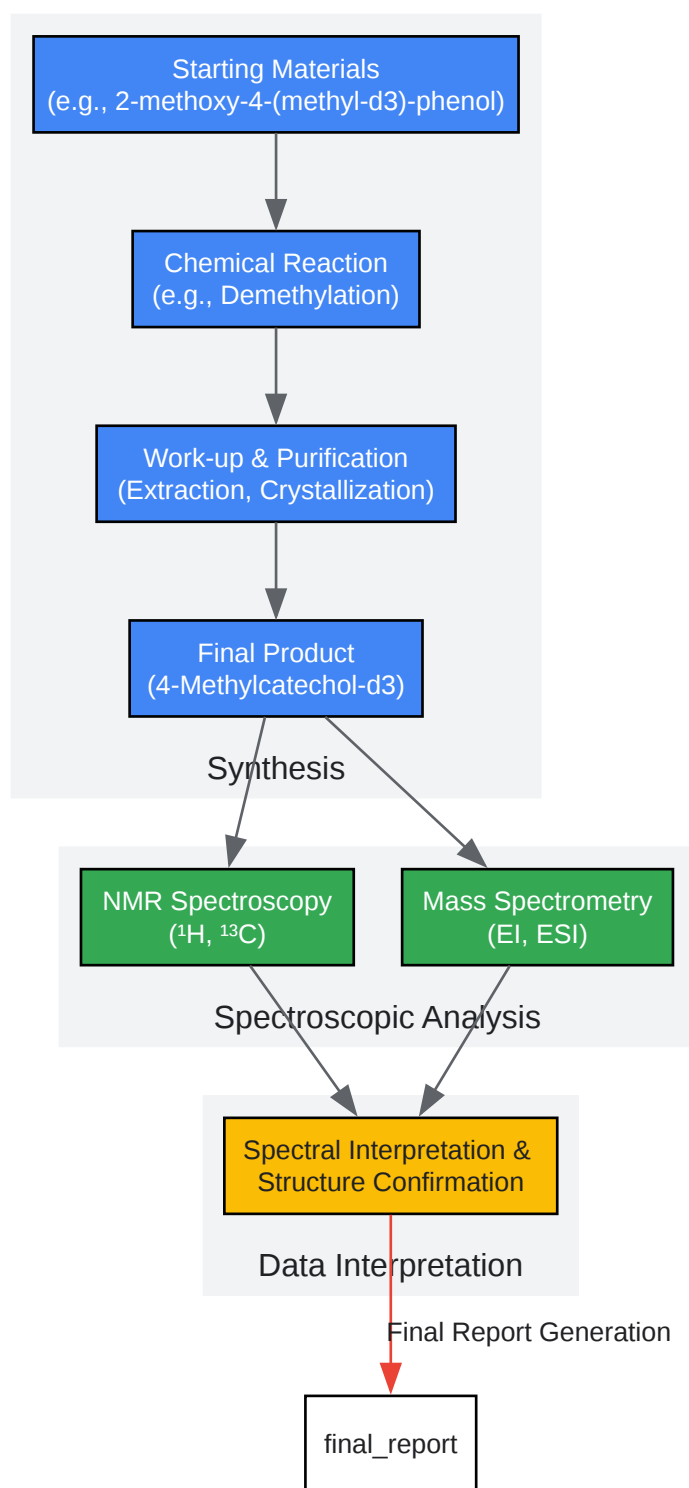 Starting Materials
(e.g., 2-methoxy-4-(methyl-d3)-phenol)
Chemical Reaction
(e.g., Demethylation)
Work-up & Purification
(Extraction, Crystallization)
Final Product
(4-Methylcatechol-d3)
Synthesis
NMR Spectroscopy
(¹H, ¹³C)
Mass Spectrometry
(EI, ESI)
Spectroscopic Analysis
Spectral Interpretation &
Structure Confirmation
Data Interpretation
Final Report Generation
final_report